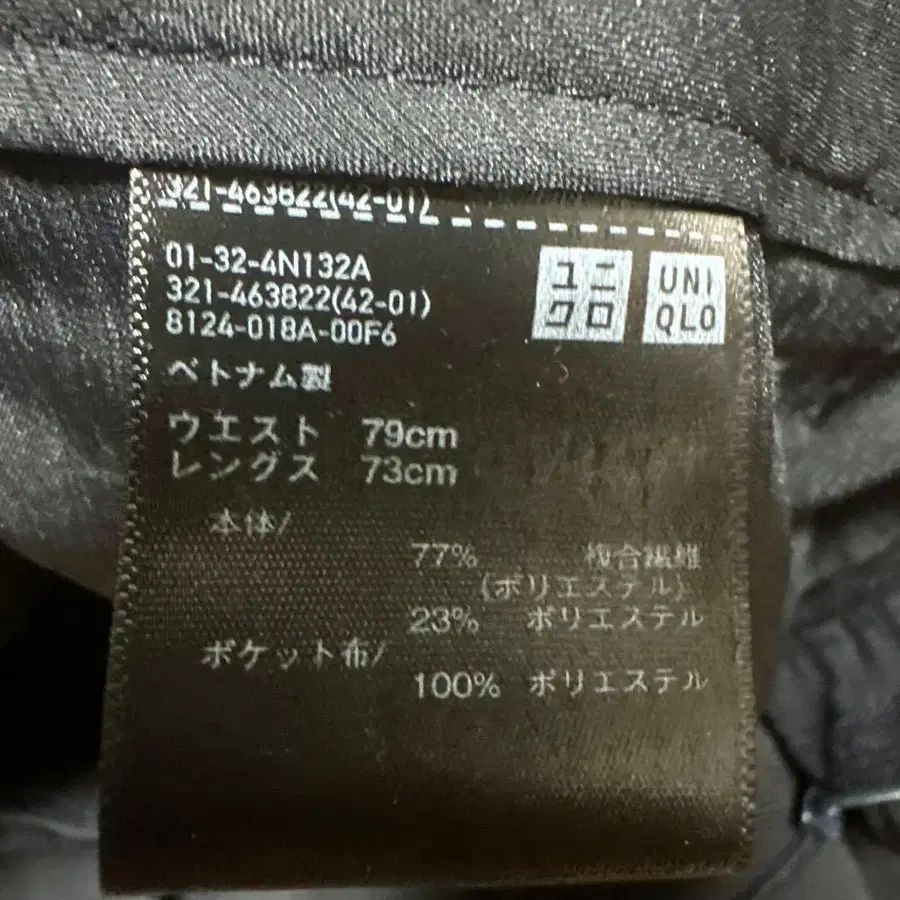 321-463822(42-01)
01-32-4N132A
321-463822(42-01)
8124-018A-00F6
ユニ
クロ
UNI
QLO
ベトナム製
ウエスト 79cm
レングス 73cm
本体/
77% 複合繊維
(ポリエステル)
23% ポリエステル
ポケット布/
100% ポリエステル